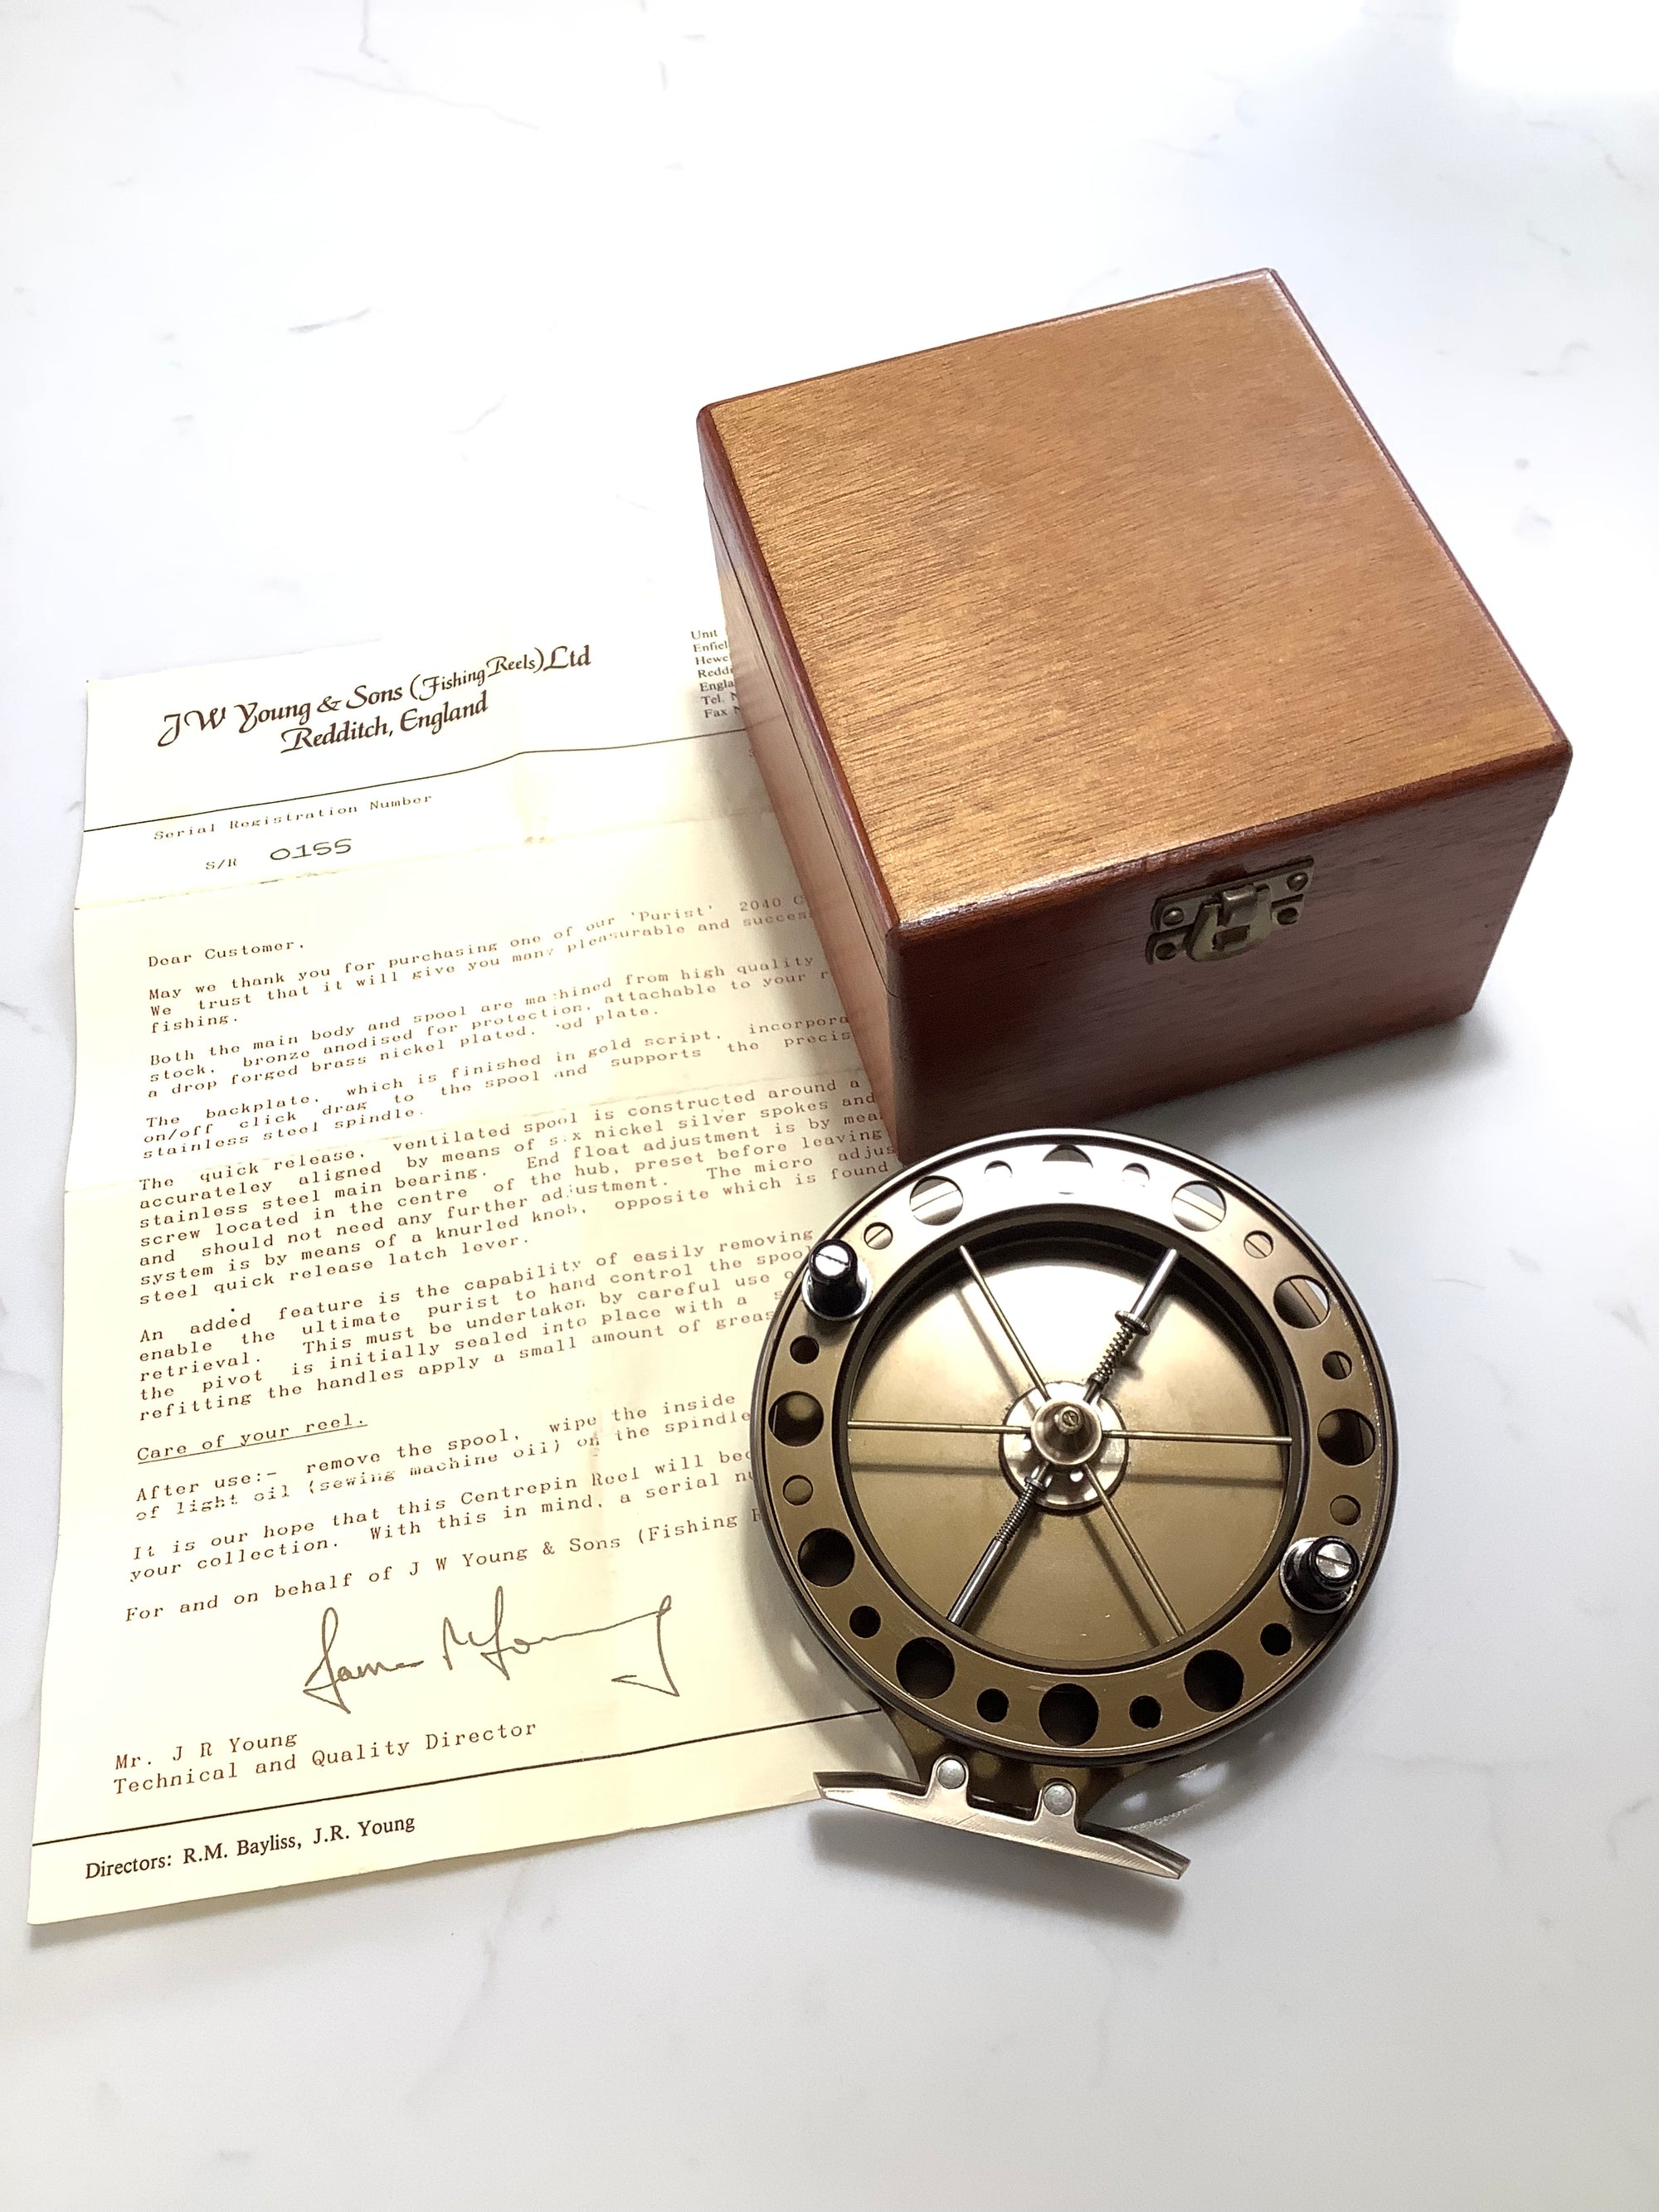 JW Young & Sons (Fishing Reels) Ltd
Redditch, England
Unit
Tel.
Fax
Serial Registration Number
S/R 0155
Dear Customer,
May we thank you for purchasing one of our 'Purist' 2040
We trust that it will give you many pleasurable and
fishing.
Both the main body and spool are machined from high quality
stock, bronze anodised for protection, attachable to your
a drop forged brass nickel plated, rod plate.
The backplate, which is finished in gold script,
on/off click drag to the spool and supports the
stainless steel spindle.
The quick release, ventilated spool is constructed around a
accurateley aligned by means of six nickel silver spokes and
stainless steel main bearing. End float adjustment is by
screw located in the centre of the hub, preset before leaving
and should not need any further adjustment. The micro
system is by means of a knurled knob, opposite which is found
steel quick release latch lever.
An added feature is the capability of easily removing
enable the ultimate purist to hand control the spool
retrieval. This must be undertaken by careful use
the pivot is initially sealed into place with a
refitting the handles apply a small amount of
Care of your reel.
After use:- remove the spool, wipe the inside
of light oil (sewing machine oil) on the spindle
It is our hope that this Centrepin Reel will
your collection. With this in mind, a serial
For and on behalf of J W Young & Sons (Fishing
James R Young
Mr. J R Young
Technical and Quality Director
Directors: R.M. Bayliss, J.R. Young